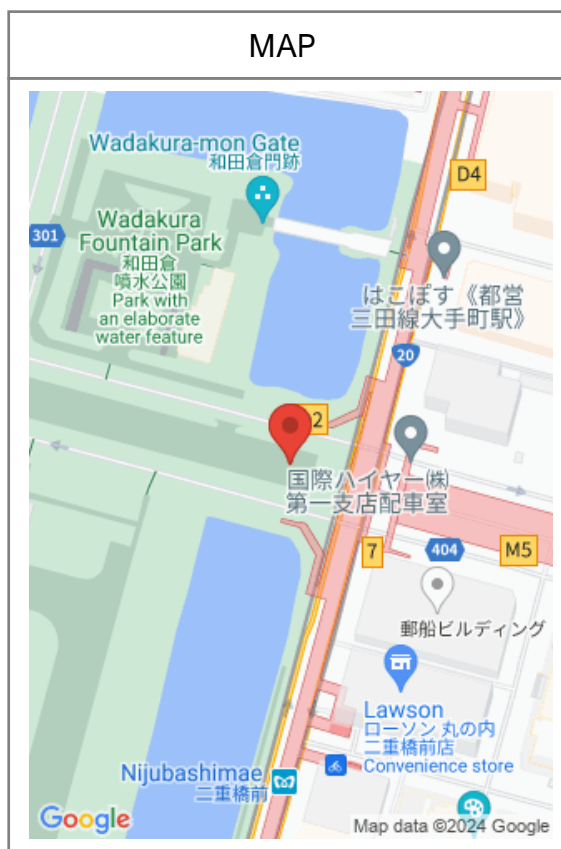 MAP
Wadakura-mon Gate
和田倉門跡
D4
301
Wadakura
Fountain Park
和田倉
噴水公園
Park with
an elaborate
water feature
はこぽす《都営
三田線大手町駅》
20
2
国際ハイヤー㈱
第一支店配車室
7
404
M5
郵船ビルディング
Lawson
ローソン 丸の内
二重橋前店
Convenience store
Nijubashimae
二重橋前
Google
Map data ©2024 Google